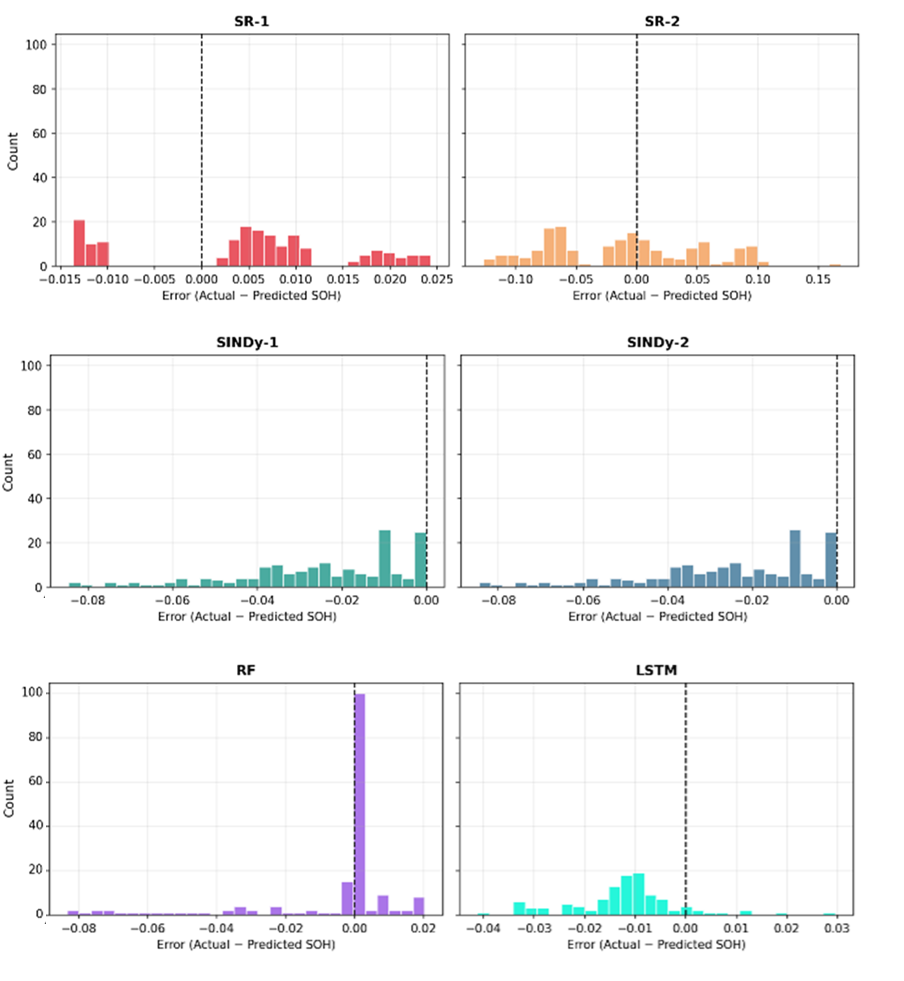 SR-1 SR-2
100
80
60
40
20
0
Count
−0.015 −0.010 −0.005 0.000 0.005 0.010 0.015 0.020 0.025
Error (Actual − Predicted SOH)
−0.10 −0.05 0.00 0.05 0.10 0.15
Error (Actual − Predicted SOH)
SINDy-1 SINDy-2
100
80
60
40
20
0
Count
−0.08 −0.06 −0.04 −0.02 0.00
Error (Actual − Predicted SOH)
−0.08 −0.06 −0.04 −0.02 0.00
Error (Actual − Predicted SOH)
RF LSTM
100
80
60
40
20
0
Count
−0.08 −0.06 −0.04 −0.02 0.00 0.02
Error (Actual − Predicted SOH)
−0.04 −0.03 −0.02 −0.01 0.00 0.01 0.02 0.03
Error (Actual − Predicted SOH)